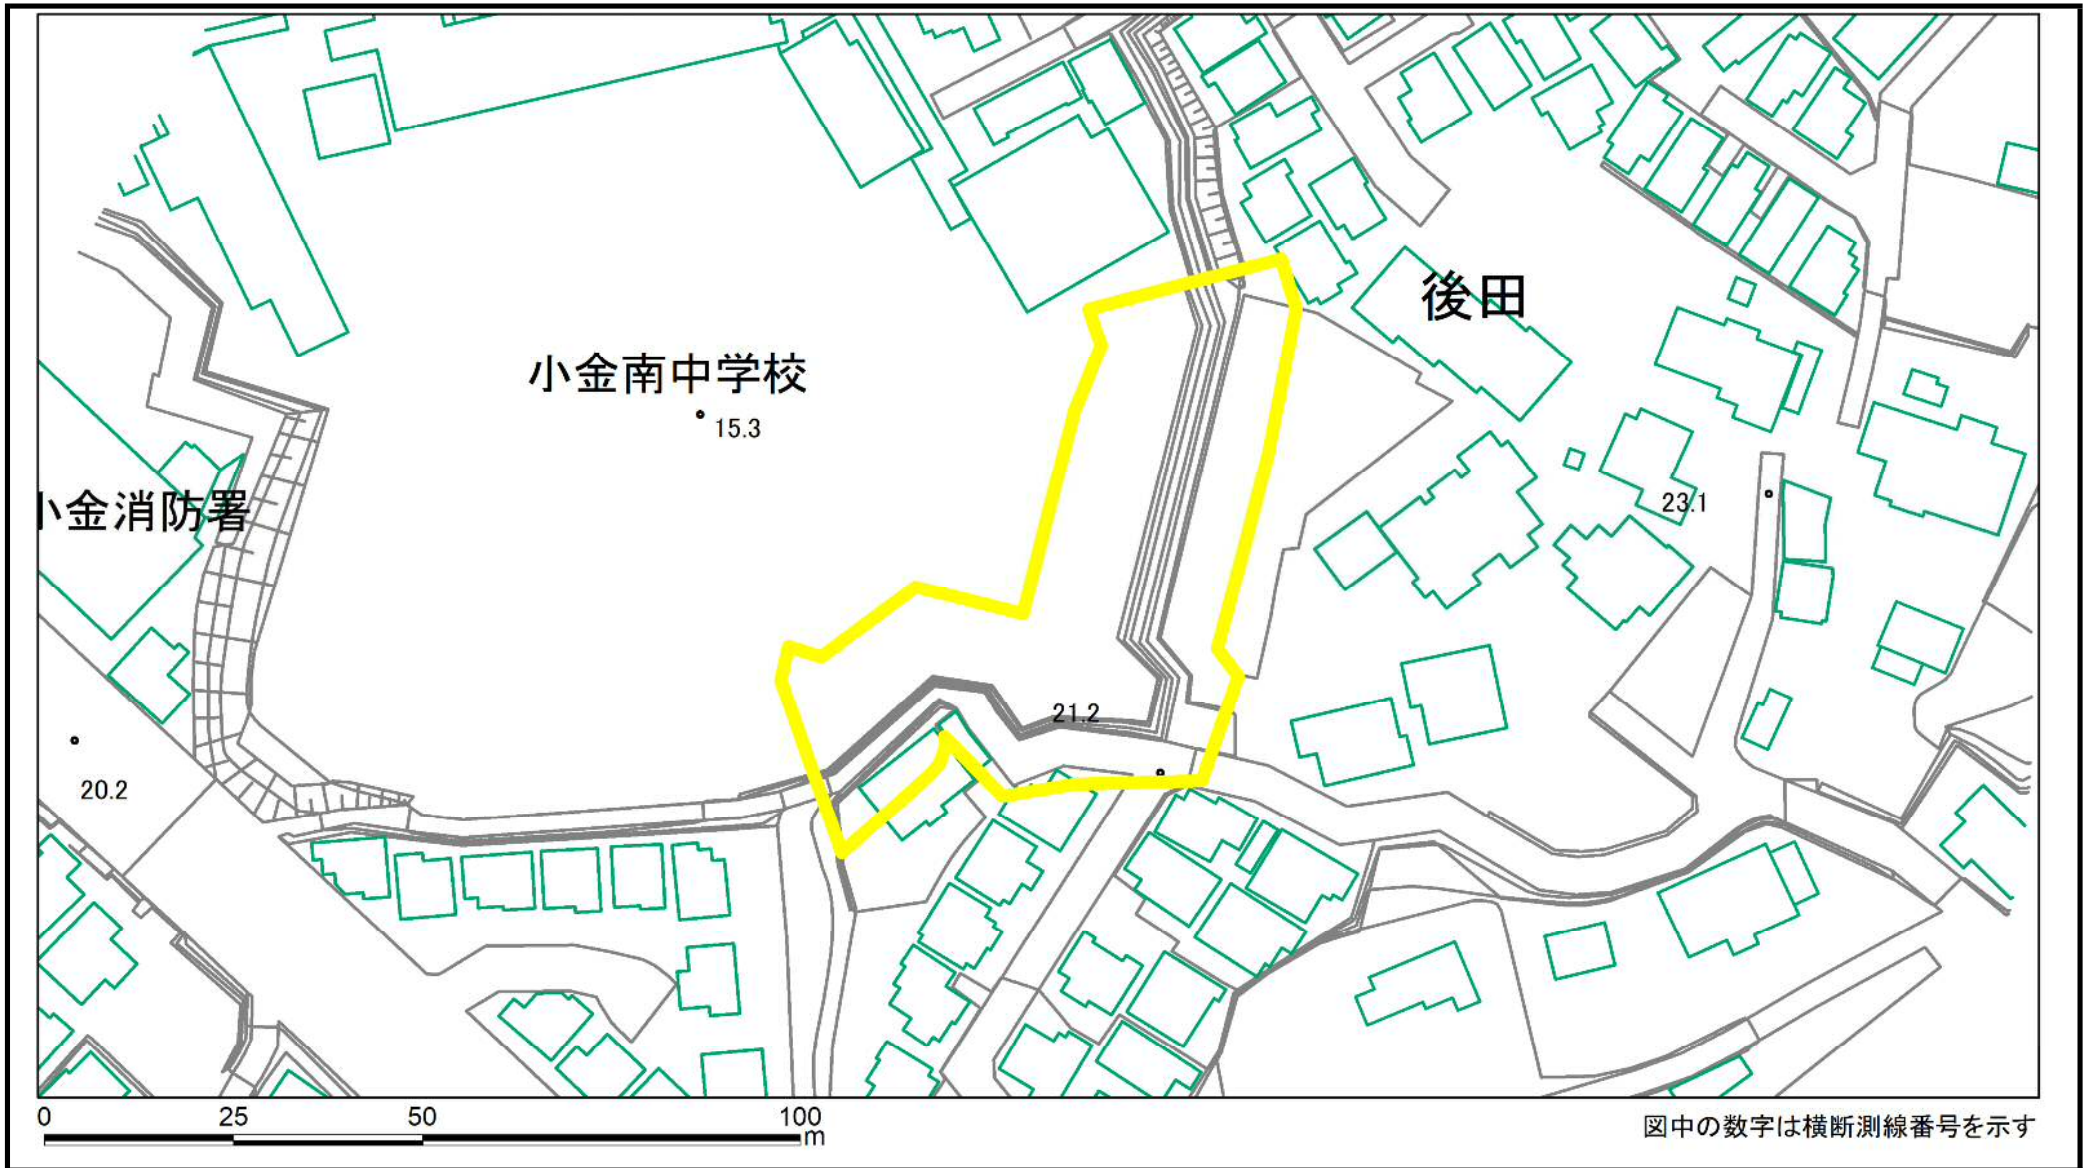 後田
小金南中学校
15.3
小金消防署
23.1
21.2
20.2
0 25 50 100
m
図中の数字は横断測線番号を示す